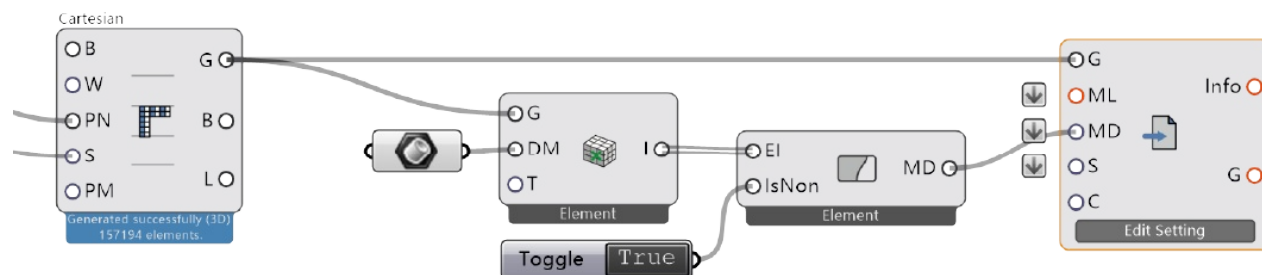 Cartesian
B
W
PN
S
PM
G
B
L
Generated successfully (3D)
157194 elements.
G
DM
T
I
Element
EI
IsNon
MD
Element
Toggle True
G
ML
MD
S
C
Info
G
Edit Setting